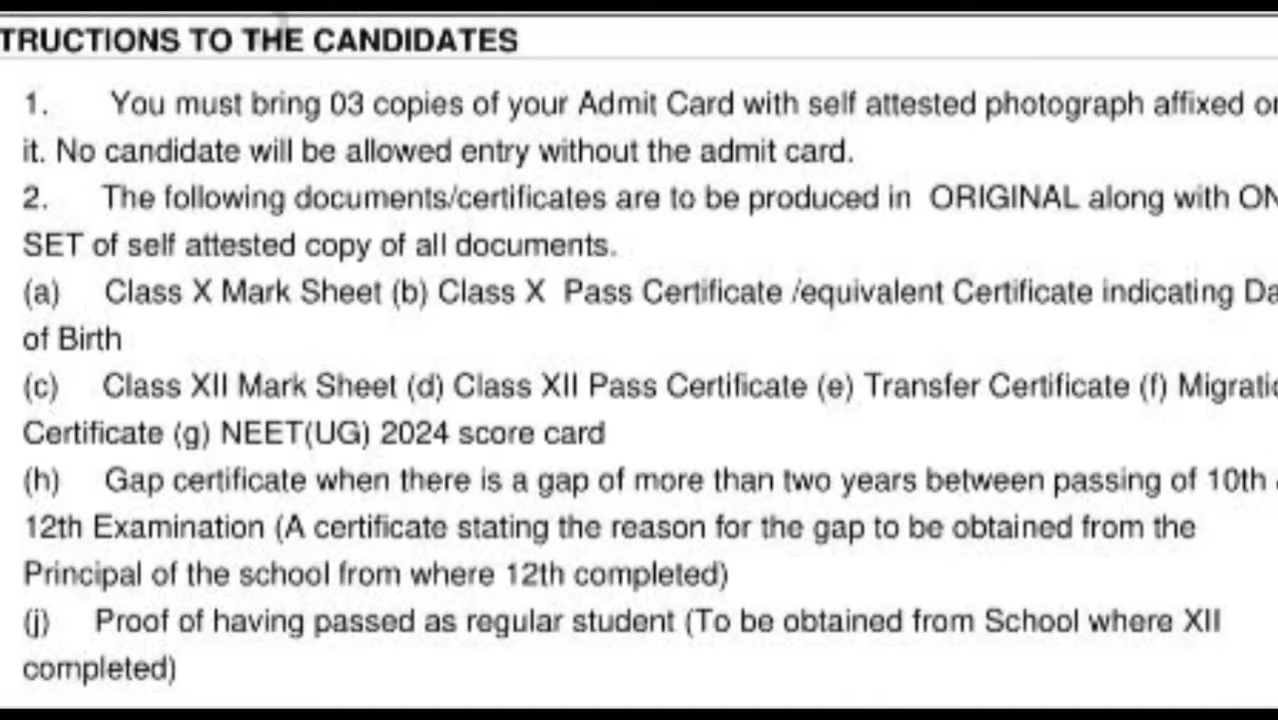 TRUCTIONS TO THE CANDIDATES
1. You must bring 03 copies of your Admit Card with self attested photograph affixed
it. No candidate will be allowed entry without the admit card.
2. The following documents/certificates are to be produced in ORIGINAL along with
SET of self attested copy of all documents.
(a) Class X Mark Sheet (b) Class X Pass Certificate /equivalent Certificate indicating
of Birth
(c) Class XII Mark Sheet (d) Class XII Pass Certificate (e) Transfer Certificate (f)
Certificate (g) NEET(UG) 2024 score card
(h) Gap certificate when there is a gap of more than two years between passing of 10th
12th Examination (A certificate stating the reason for the gap to be obtained from the
Principal of the school from where 12th completed)
(j) Proof of having passed as regular student (To be obtained from School where XII
completed)